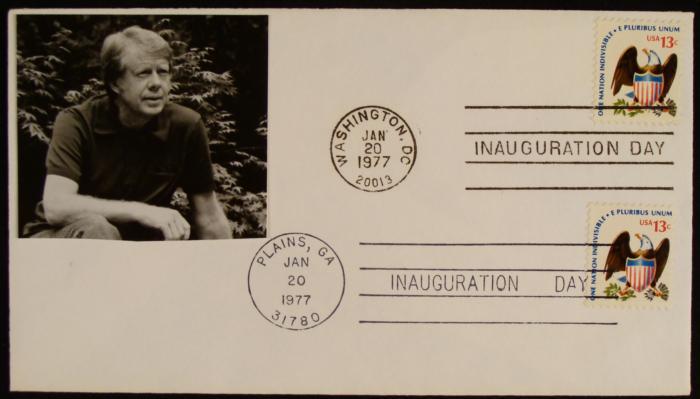 ONE NATION INDIVISIBLE • E PLURIBUS UNUM
USA 13c
WASHINGTON, DC
JAN
20
1977
20013
INAUGURATION DAY
ONE NATION INDIVISIBLE • E PLURIBUS UNUM
USA 13c
PLAINS, GA
JAN
20
1977
31780
INAUGURATION DAY